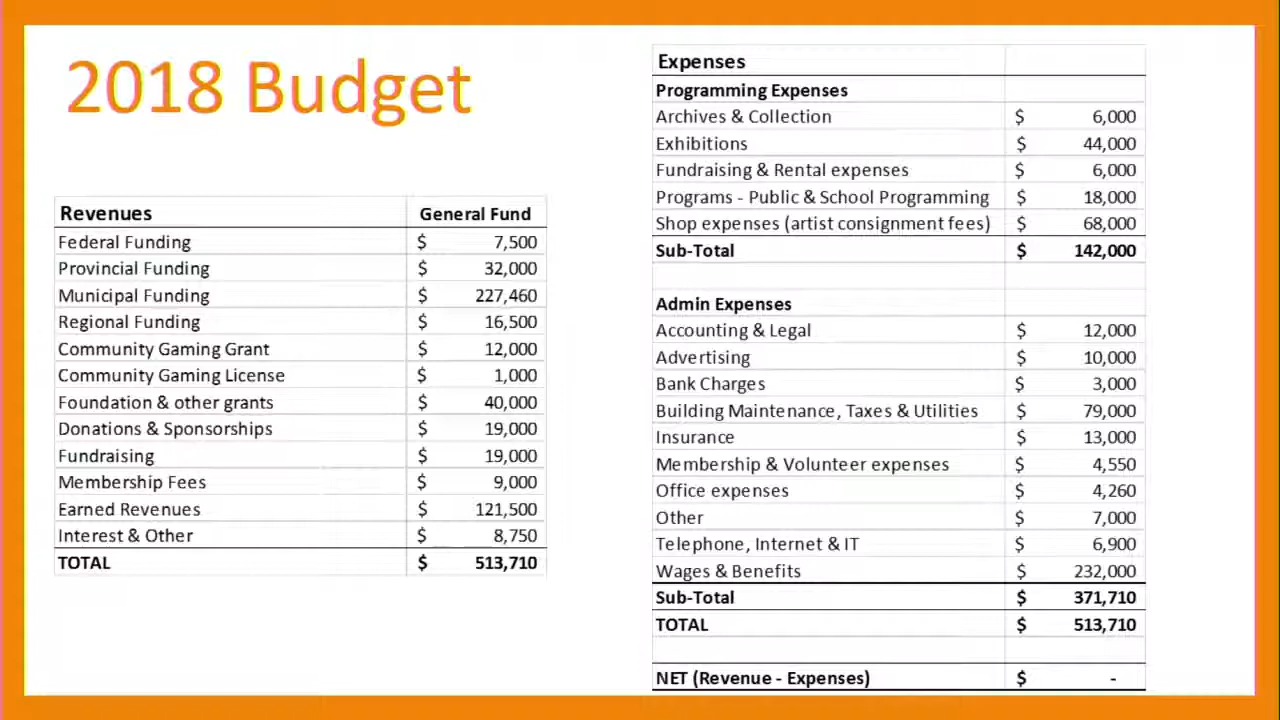 2018 Budget
Revenues General Fund
Federal Funding $ 7,500
Provincial Funding $ 32,000
Municipal Funding $ 227,460
Regional Funding $ 16,500
Community Gaming Grant $ 12,000
Community Gaming License $ 1,000
Foundation & other grants $ 40,000
Donations & Sponsorships $ 19,000
Fundraising $ 19,000
Membership Fees $ 9,000
Earned Revenues $ 121,500
Interest & Other $ 8,750
TOTAL $ 513,710
Expenses
Programming Expenses
Archives & Collection $ 6,000
Exhibitions $ 44,000
Fundraising & Rental expenses $ 6,000
Programs - Public & School Programming $ 18,000
Shop expenses (artist consignment fees) $ 68,000
Sub-Total $ 142,000
Admin Expenses
Accounting & Legal $ 12,000
Advertising $ 10,000
Bank Charges $ 3,000
Building Maintenance, Taxes & Utilities $ 79,000
Insurance $ 13,000
Membership & Volunteer expenses $ 4,550
Office expenses $ 4,260
Other $ 7,000
Telephone, Internet & IT $ 6,900
Wages & Benefits $ 232,000
Sub-Total $ 371,710
TOTAL $ 513,710
NET (Revenue - Expenses) $ -